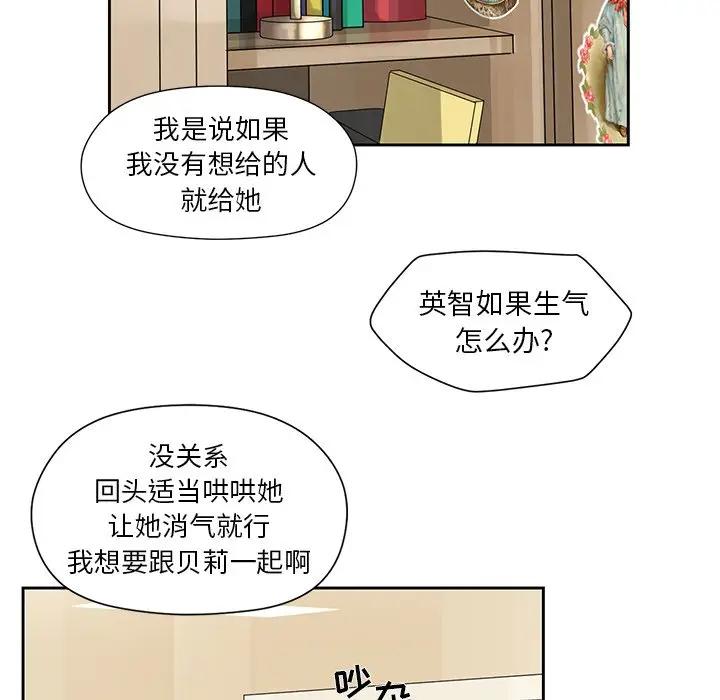 我是说如果
我没有想给的人
就给她
英智如果生气
怎么办?
没关系
回头适当哄哄她
让她消气就行
我想要跟贝莉一起啊
吵杂